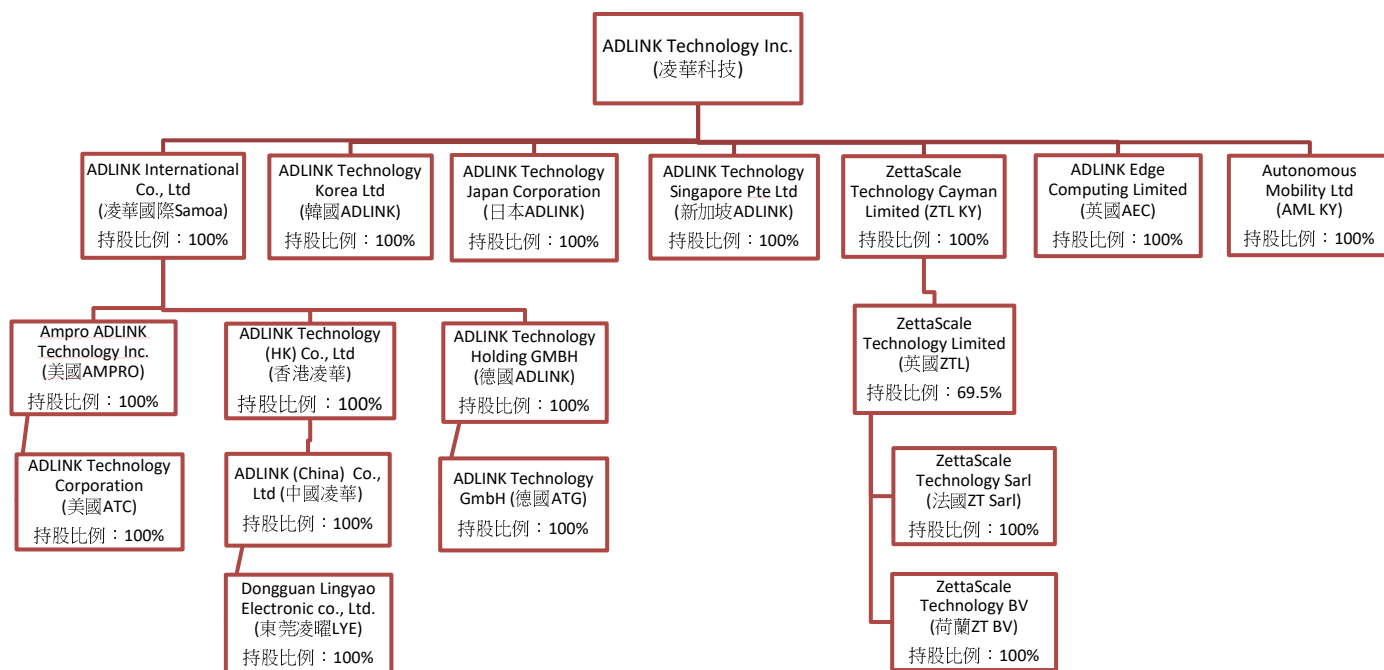 ADLINK Technology Inc.
(凌華科技)
ADLINK International
Co., Ltd
(凌華國際Samoa)
持股比例：100%
ADLINK Technology
Korea Ltd
(韓國ADLINK)
持股比例：100%
ADLINK Technology
Japan Corporation
(日本ADLINK)
持股比例：100%
ADLINK Technology
Singapore Pte Ltd
(新加坡ADLINK)
持股比例：100%
ZettaScale
Technology Cayman
Limited (ZTL KY)
持股比例：100%
ADLINK Edge
Computing Limited
(英國AEC)
持股比例：100%
Autonomous
Mobility Ltd
(AML KY)
持股比例：100%
Ampro ADLINK
Technology Inc.
(美國AMPRO)
持股比例：100%
ADLINK Technology
(HK) Co., Ltd
(香港凌華)
持股比例：100%
ADLINK Technology
Holding GMBH
(德國ADLINK)
持股比例：100%
ZettaScale
Technology Limited
(英國ZTL)
持股比例：69.5%
ADLINK Technology
Corporation
(美國ATC)
持股比例：100%
ADLINK (China) Co.,
Ltd (中國凌華)
持股比例：100%
ADLINK Technology
GmbH (德國ATG)
持股比例：100%
ZettaScale
Technology Sarl
(法國ZT Sarl)
持股比例：100%
Dongguan Lingyao
Electronic co., Ltd.
(東莞凌曜LYE)
持股比例：100%
ZettaScale
Technology BV
(荷蘭ZT BV)
持股比例：100%